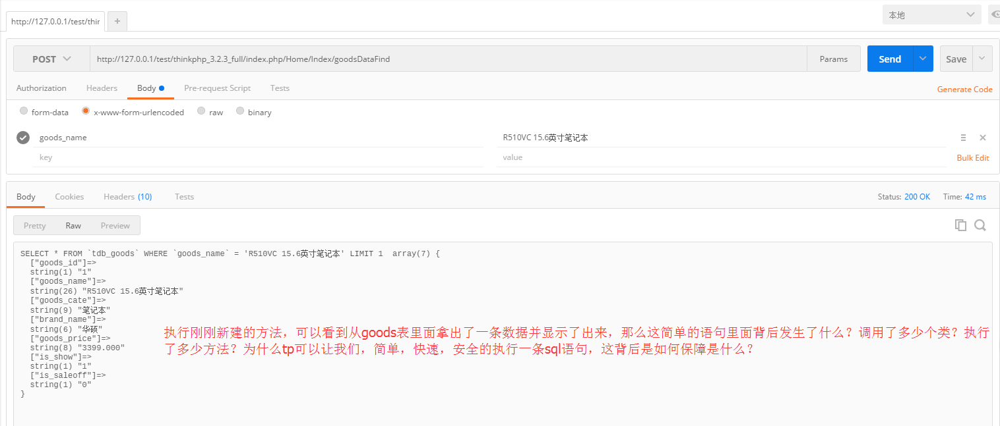 http://127.0.0.1/test/thin
+
本地
POST
http://127.0.0.1/test/thinkphp_3.2.3_full/index.php/Home/Index/goodsDataFind
Params
Send
Save
Authorization
Headers
Body
Pre-request Script
Tests
Generate Code
form-data
x-www-form-urlencoded
raw
binary
goods_name
R510VC 15.6英寸笔记本
key
value
Bulk Edit
Body
Cookies
Headers (10)
Tests
Status: 200 OK
Time: 42 ms
Pretty
Raw
Preview
SELECT * FROM `tdb_goods` WHERE `goods_name` = 'R510VC 15.6英寸笔记本' LIMIT 1  array(7) {
["goods_id"]=>
string(1) "1"
["goods_name"]=>
string(26) "R510VC 15.6英寸笔记本"
["goods_cate"]=>
string(9) "笔记本"
["brand_name"]=>
string(6) "华硕"
["goods_price"]=>
string(8) "3399.000"
["is_show"]=>
string(1) "1"
["is_saleoff"]=>
string(1) "0"
}
执行刚刚新建的方法，可以看到从goods表里面拿出了一条数据并显示了出来，那么这简单的语句里面背后发生了什么？调用了多少个类？执行
了多少方法？为什么tp可以让我们，简单，快速，安全的执行一条sql语句，这背后是如何保障是什么？